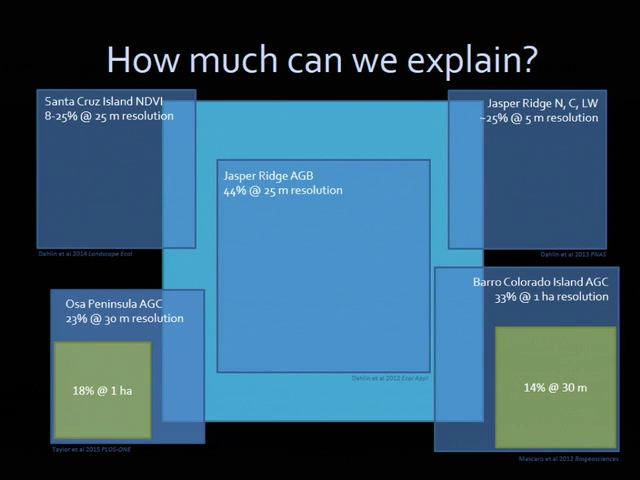 How much can we explain?
Santa Cruz Island NDVI
8-25% @ 25 m resolution
Jasper Ridge N, C, LW
~25% @ 5 m resolution
Jasper Ridge AGB
44% @ 25 m resolution
Dahlin et al 2014 Landscape Ecol
Dahlin et al 2013 PNAS
Barro Colorado Island AGC
33% @ 1 ha resolution
Osa Peninsula AGC
23% @ 30 m resolution
Dahlin et al 2012 Ecol Appl
18% @ 1 ha
14% @ 30 m
Taylor et al 2015 PLOS-ONE
Mascaro et al 2012 Biogeosciences